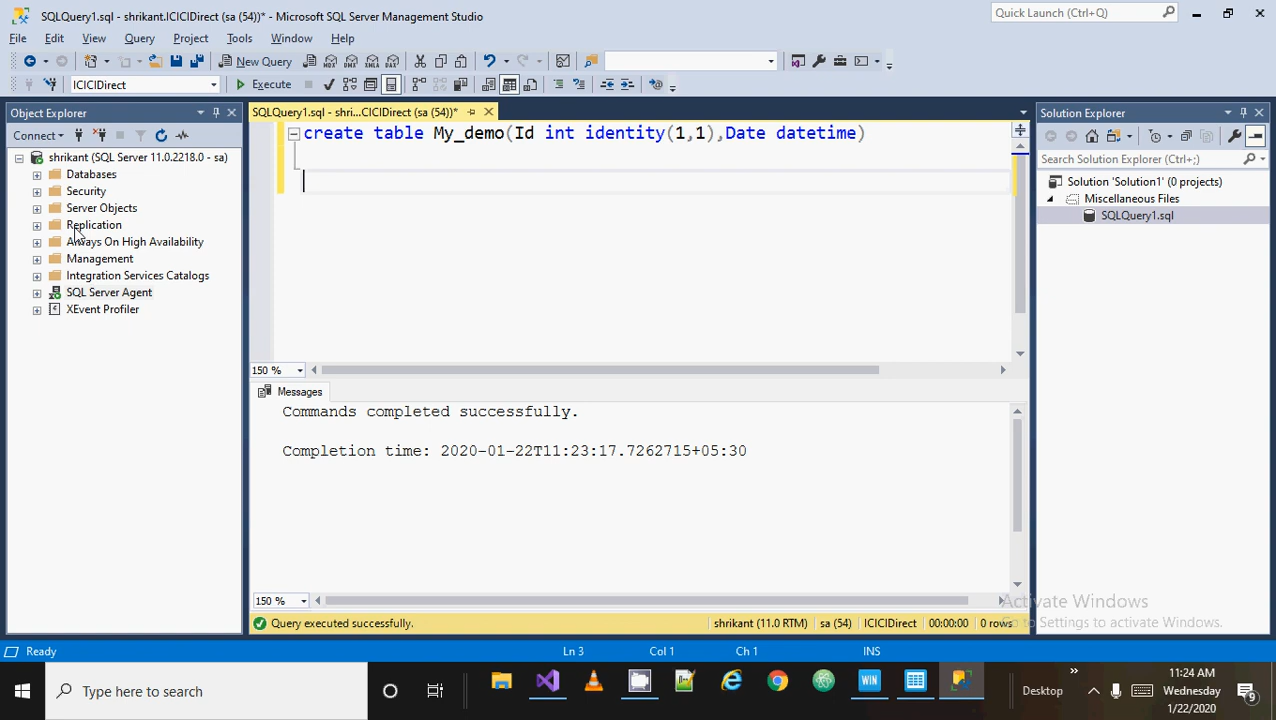 SQLQuery1.sql - shrikant.ICICIDirect (sa (54))* - Microsoft SQL Server Management Studio
Quick Launch (Ctrl+Q)
File Edit View Query Project Tools Window Help
New Query
ICICIDirect Execute
Object Explorer
Connect
shrikant (SQL Server 11.0.2218.0 - sa)
Databases
Security
Server Objects
Replication
Always On High Availability
Management
Integration Services Catalogs
SQL Server Agent
XEvent Profiler
SQLQuery1.sql - shri...CICIDirect (sa (54))*
create table My_demo(Id int identity(1,1),Date datetime)
150 %
Messages
Commands completed successfully.
Completion time: 2020-01-22T11:23:17.7262715+05:30
150 %
Query executed successfully. shrikant (11.0 RTM) sa (54) ICICIDirect 00:00:00 0 rows
Solution Explorer
Search Solution Explorer (Ctrl+;)
Solution 'Solution1' (0 projects)
Miscellaneous Files
SQLQuery1.sql
Activate Windows
Go to Settings to activate Windows.
Ready Ln 3 Col 1 Ch 1 INS
Type here to search
WIN
Desktop
11:24 AM
Wednesday
1/22/2020
9